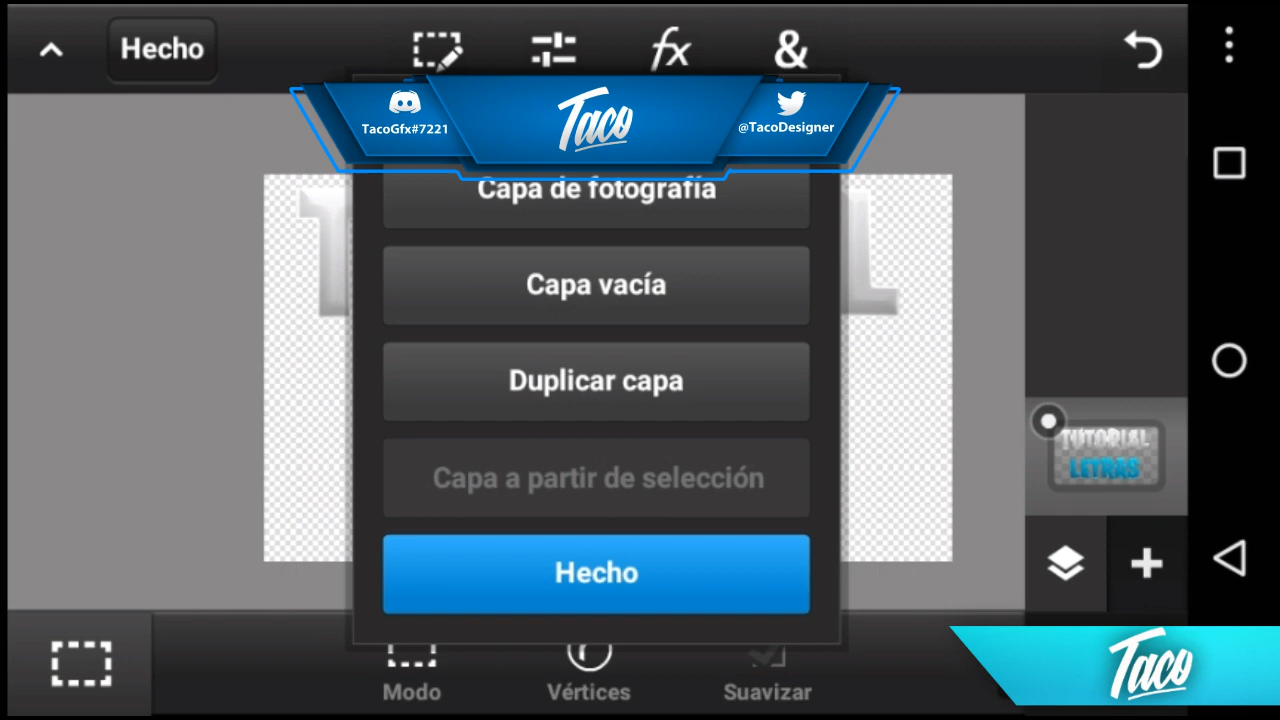 Hecho
fx
&
TacoGfx#7221
Taco
@TacoDesigner
Capa de fotografía
Capa vacía
Duplicar capa
Capa a partir de selección
Hecho
TUTORIAL
LETRAS
Modo
Vértices
Suavizar
Taco